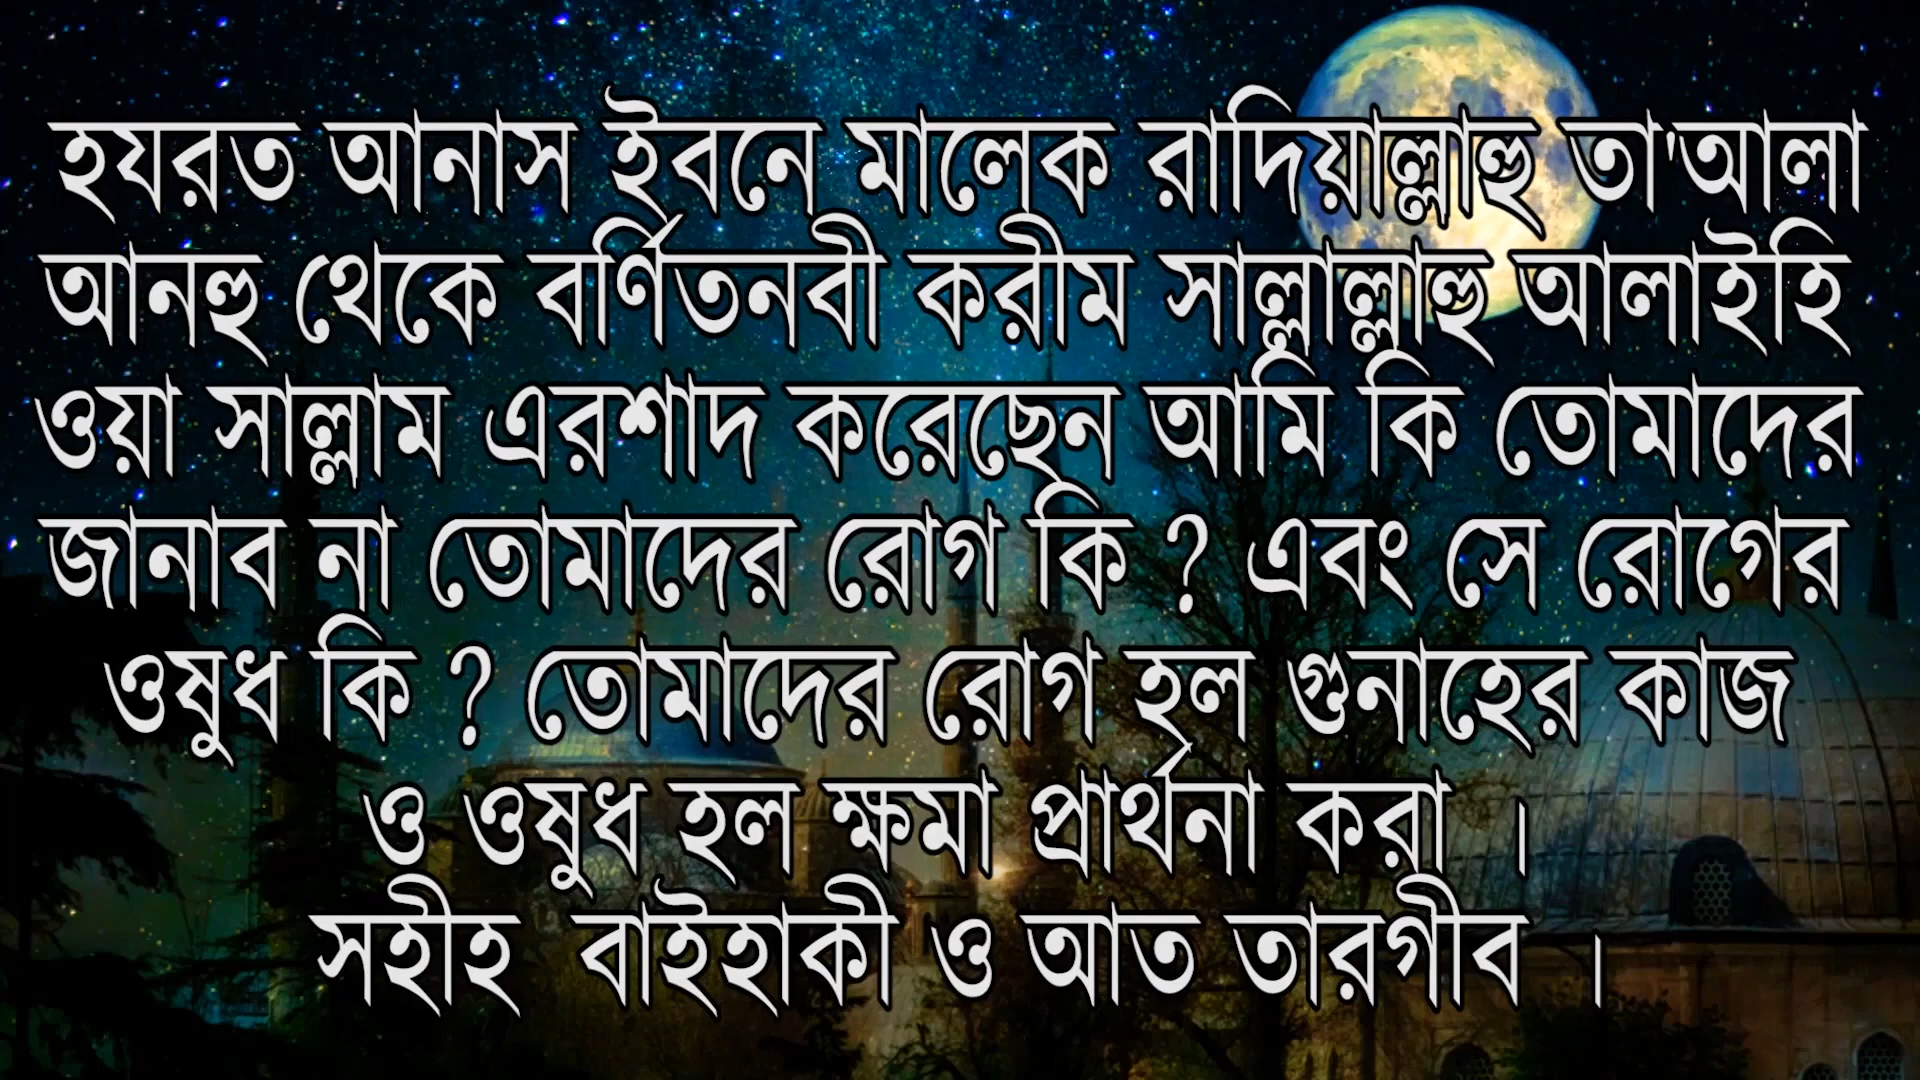 হযরত আনাস ইবনে মালেক রাদিয়াল্লাহু তা'আলা
আনহু থেকে বর্ণিতনবী করীম সাল্লাল্লাহু আলাইহি
ওয়া সাল্লাম এরশাদ করেছেন আমি কি তোমাদের
জানাব না তোমাদের রোগ কি ? এবং সে রোগের
ওষুধ কি ? তোমাদের রোগ হল গুনাহের কাজ
ও ওষুধ হল ক্ষমা প্রার্থনা করা ।
সহীহ বাইহাকী ও আত তারগীব ।